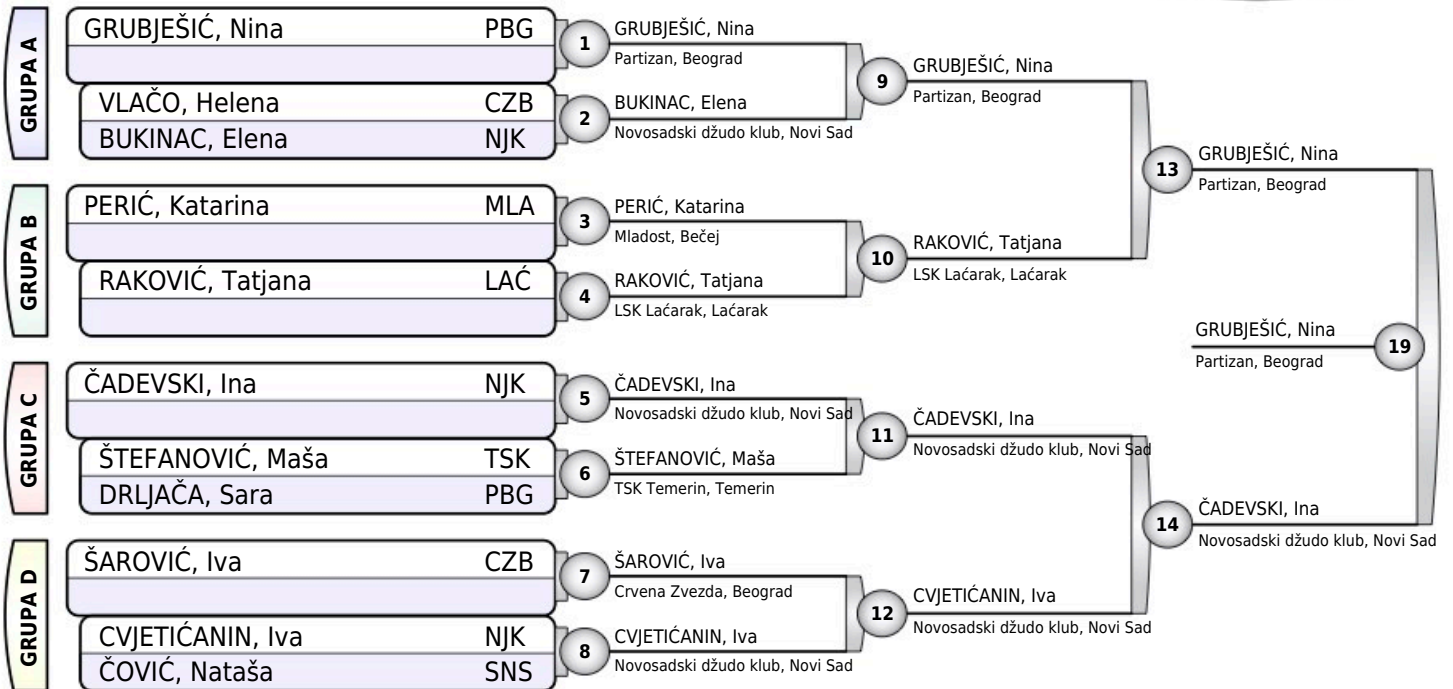 GRUPA A
GRUBJEŠIĆ, Nina PBG
VLAČO, Helena CZB
BUKINAC, Elena NJK
GRUPA B
PERIĆ, Katarina MLA
RAKOVIĆ, Tatjana LAĆ
GRUPA C
ČADEVSKI, Ina NJK
ŠTEFANOVIĆ, Maša TSK
DRLJAČA, Sara PBG
GRUPA D
ŠAROVIĆ, Iva CZB
CVJETIĆANIN, Iva NJK
ČOVIĆ, Nataša SNS
1
GRUBJEŠIĆ, Nina
Partizan, Beograd
2
BUKINAC, Elena
Novosadski džudo klub, Novi Sad
3
PERIĆ, Katarina
Mladost, Bečej
4
RAKOVIĆ, Tatjana
LSK Laćarak, Laćarak
5
ČADEVSKI, Ina
Novosadski džudo klub, Novi Sad
6
ŠTEFANOVIĆ, Maša
TSK Temerin, Temerin
7
ŠAROVIĆ, Iva
Crvena Zvezda, Beograd
8
CVJETIĆANIN, Iva
Novosadski džudo klub, Novi Sad
9
GRUBJEŠIĆ, Nina
Partizan, Beograd
10
RAKOVIĆ, Tatjana
LSK Laćarak, Laćarak
11
ČADEVSKI, Ina
Novosadski džudo klub, Novi Sad
12
CVJETIĆANIN, Iva
Novosadski džudo klub, Novi Sad
13
GRUBJEŠIĆ, Nina
Partizan, Beograd
14
ČADEVSKI, Ina
Novosadski džudo klub, Novi Sad
GRUBJEŠIĆ, Nina
Partizan, Beograd
19